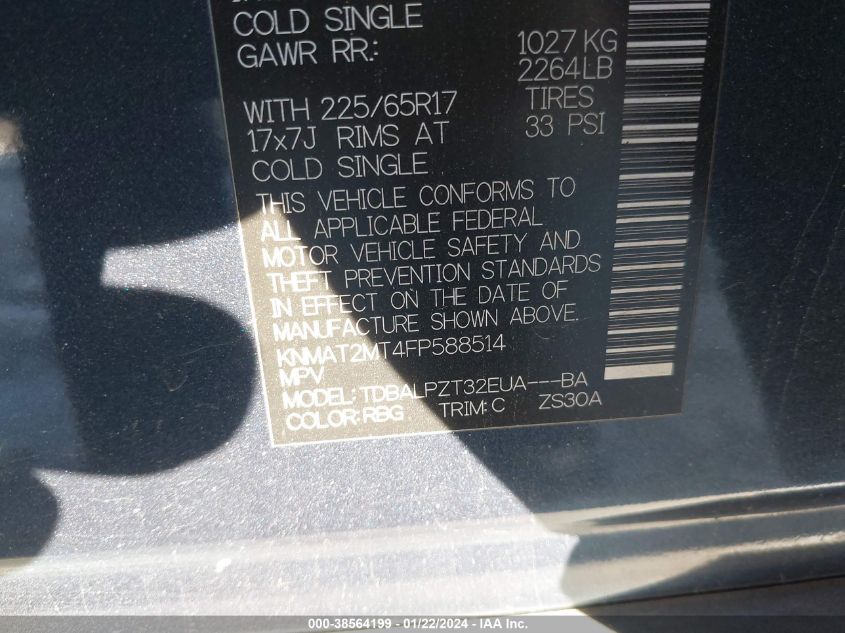 COLD SINGLE
GAWR RR.: 1027 KG
2264LB
WITH 225/65R17 TIRES
17x7J RIMS AT 33 PSI
COLD SINGLE
THIS VEHICLE CONFORMS TO
ALL APPLICABLE FEDERAL
MOTOR VEHICLE SAFETY AND
THEFT PREVENTION STANDARDS
IN EFFECT ON THE DATE OF
MANUFACTURE SHOWN ABOVE.
KNMAT2MT4FP588514
MPV
MODEL: TDBALPZT32EUA---BA
COLOR: RBG TRIM: C ZS30A
000-38564199 - 01/22/2024 - IAA Inc.